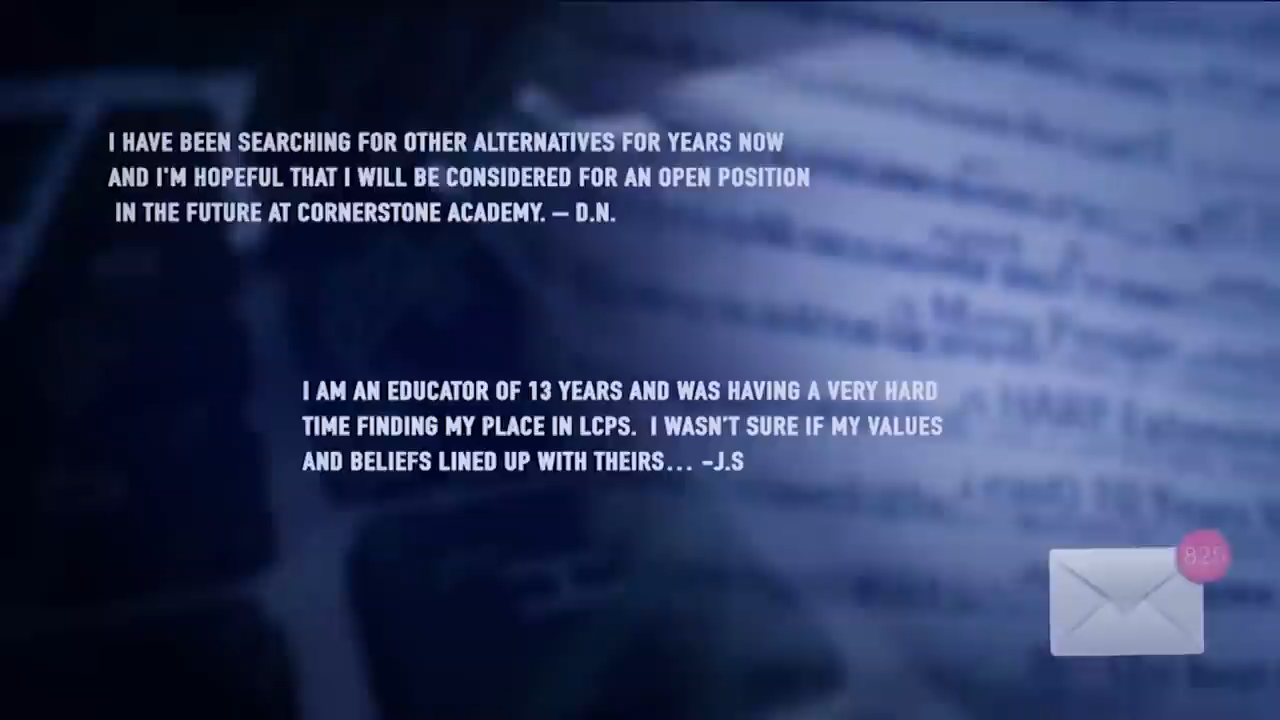 I HAVE BEEN SEARCHING FOR OTHER ALTERNATIVES FOR YEARS NOW
AND I'M HOPEFUL THAT I WILL BE CONSIDERED FOR AN OPEN POSITION
IN THE FUTURE AT CORNERSTONE ACADEMY. – D.N.
I AM AN EDUCATOR OF 13 YEARS AND WAS HAVING A VERY HARD
TIME FINDING MY PLACE IN LCPS. I WASN'T SURE IF MY VALUES
AND BELIEFS LINED UP WITH THEIRS... -J.S